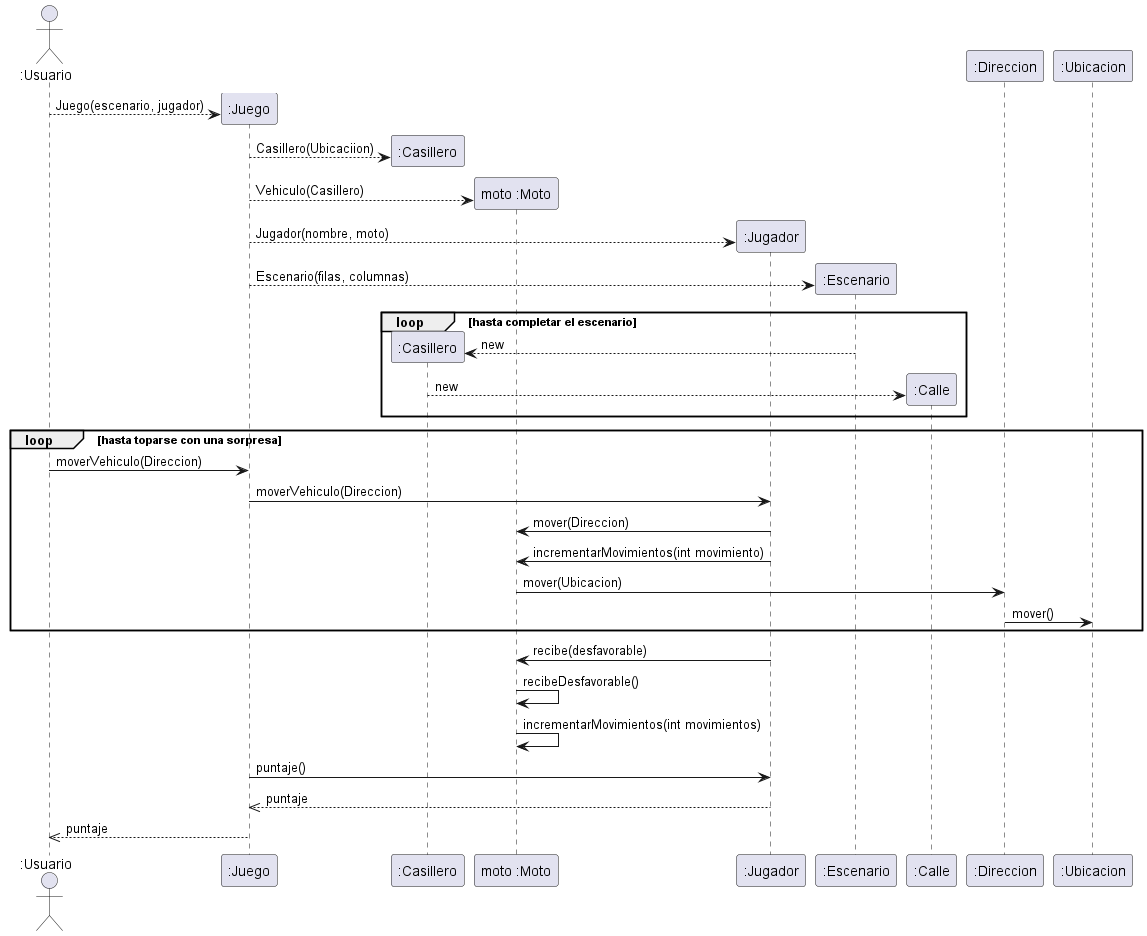 :Usuario
:Direccion
:Ubicacion
Juego(escenario, jugador)
:Juego
Casillero(Ubicaciion)
:Casillero
Vehiculo(Casillero)
moto :Moto
Jugador(nombre, moto)
:Jugador
Escenario(filas, columnas)
:Escenario
loop
[hasta completar el escenario]
:Casillero
new
new
:Calle
loop
[hasta toparse con una sorpresa]
moverVehiculo(Direccion)
moverVehiculo(Direccion)
mover(Direccion)
incrementarMovimientos(int movimiento)
mover(Ubicacion)
mover()
recibe(desfavorable)
recibeDesfavorable()
incrementarMovimientos(int movimientos)
puntaje()
puntaje
puntaje
:Usuario
:Juego
:Casillero
moto :Moto
:Jugador
:Escenario
:Calle
:Direccion
:Ubicacion